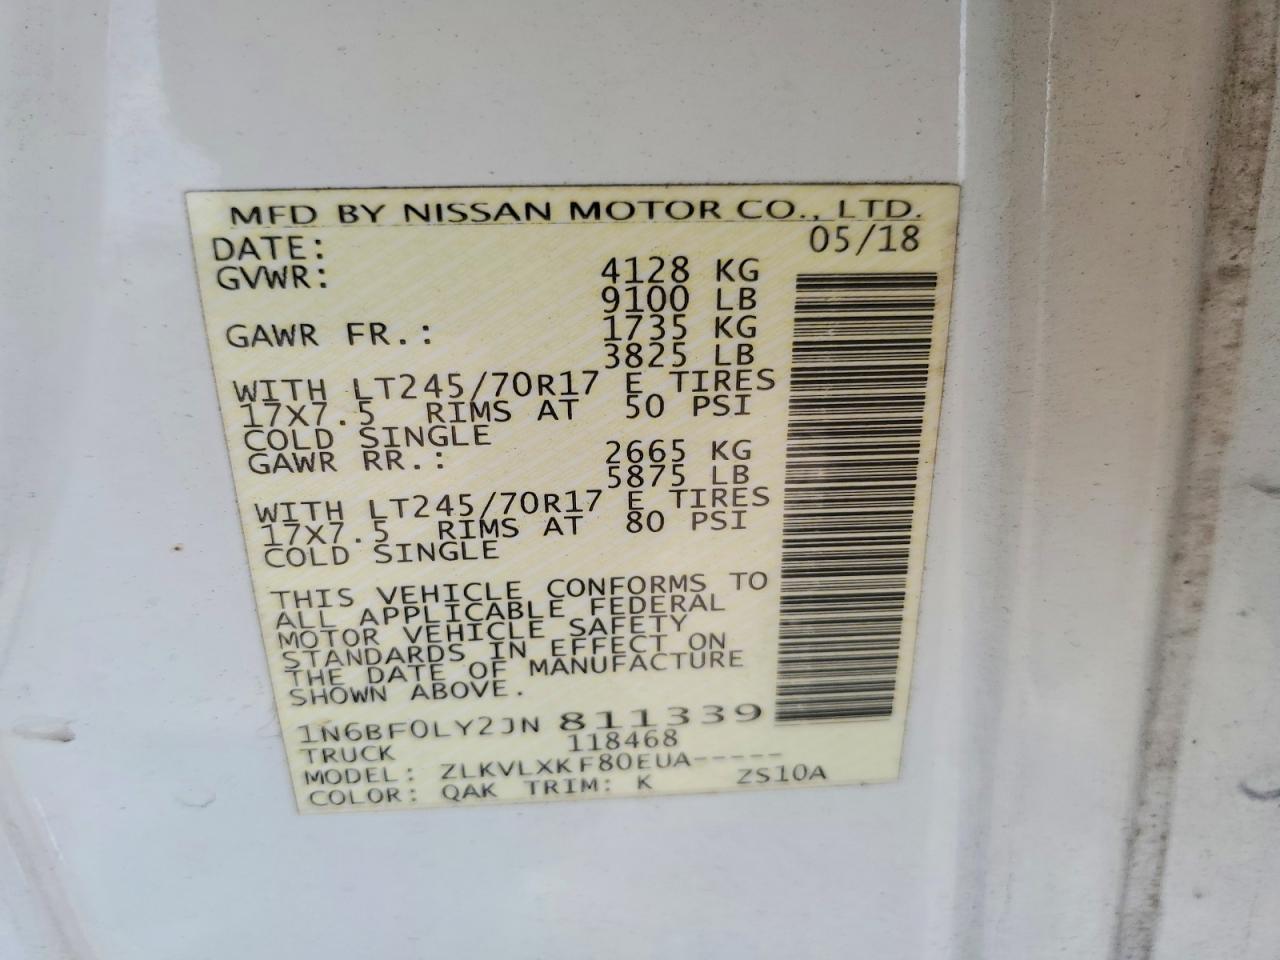 MFD BY NISSAN MOTOR CO., LTD.
DATE: 05/18
GVWR: 4128 KG
9100 LB
GAWR FR.: 1735 KG
3825 LB
WITH LT245/70R17 E TIRES
17X7.5 RIMS AT 50 PSI
COLD SINGLE
GAWR RR.: 2665 KG
5875 LB
WITH LT245/70R17 E TIRES
17X7.5 RIMS AT 80 PSI
COLD SINGLE
THIS VEHICLE CONFORMS TO
ALL APPLICABLE FEDERAL
MOTOR VEHICLE SAFETY
STANDARDS IN EFFECT ON
THE DATE OF MANUFACTURE
SHOWN ABOVE.
1N6BF0LY2JN 811339
TRUCK 118468
MODEL: ZLKVLXKF80EUA-----
COLOR: QAK TRIM: K ZS10A